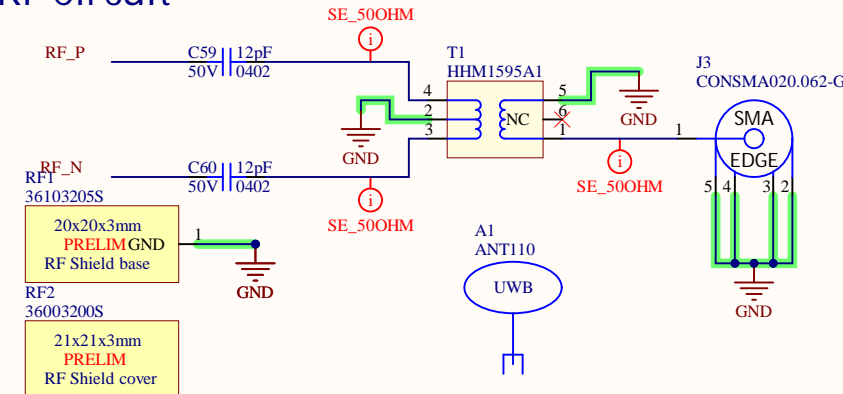 SE_50OHM
RF_P
C59
12pF
50V
0402
T1
HHM1595A1
4
2
3
NC
5
6
1
GND
GND
J3
CONSMA020.062-G
SMA
EDGE
1
5
4
3
2
SE_50OHM
GND
RF_N
C60
12pF
50V
0402
SE_50OHM
RF1
36103205S
20x20x3mm
PRELIM
GND
RF Shield base
1
GND
A1
ANT110
UWB
RF2
36003200S
21x21x3mm
PRELIM
RF Shield cover